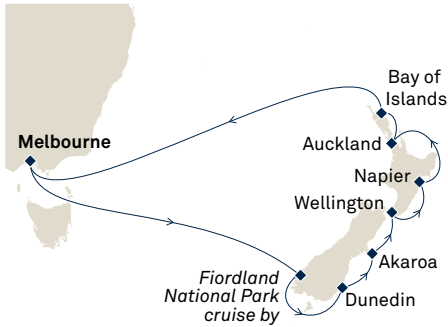 Bay of
Islands
Melbourne
Auckland
Napier
Wellington
Akaroa
Fiordland
National Park
cruise by
Dunedin